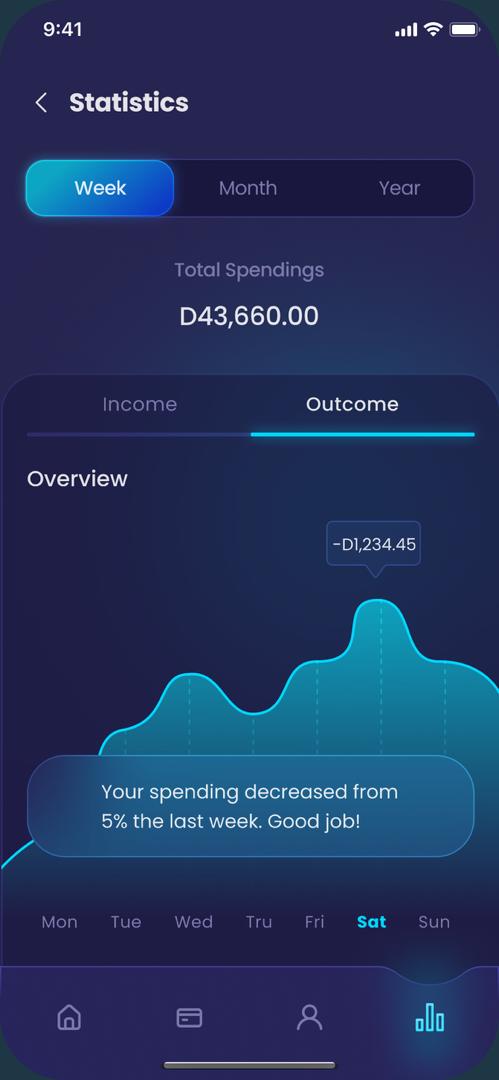 9:41
Statistics
Week Month Year
Total Spendings
D43,660.00
Income Outcome
Overview
-D1,234.45
Your spending decreased from
5% the last week. Good job!
Mon Tue Wed Tru Fri Sat Sun